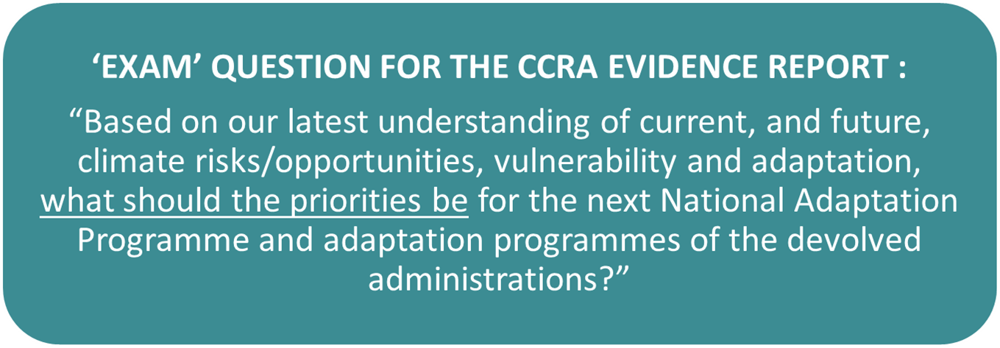 ‘EXAM’ QUESTION FOR THE CCRA EVIDENCE REPORT :
“Based on our latest understanding of current, and future,
climate risks/opportunities, vulnerability and adaptation,
what should the priorities be for the next National Adaptation
Programme and adaptation programmes of the devolved
administrations?”